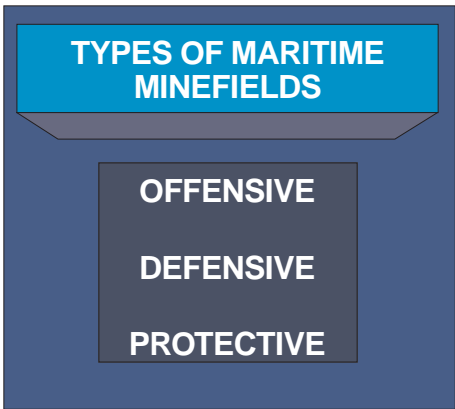 TYPES OF MARITIME
MINEFIELDS
OFFENSIVE
DEFENSIVE
PROTECTIVE